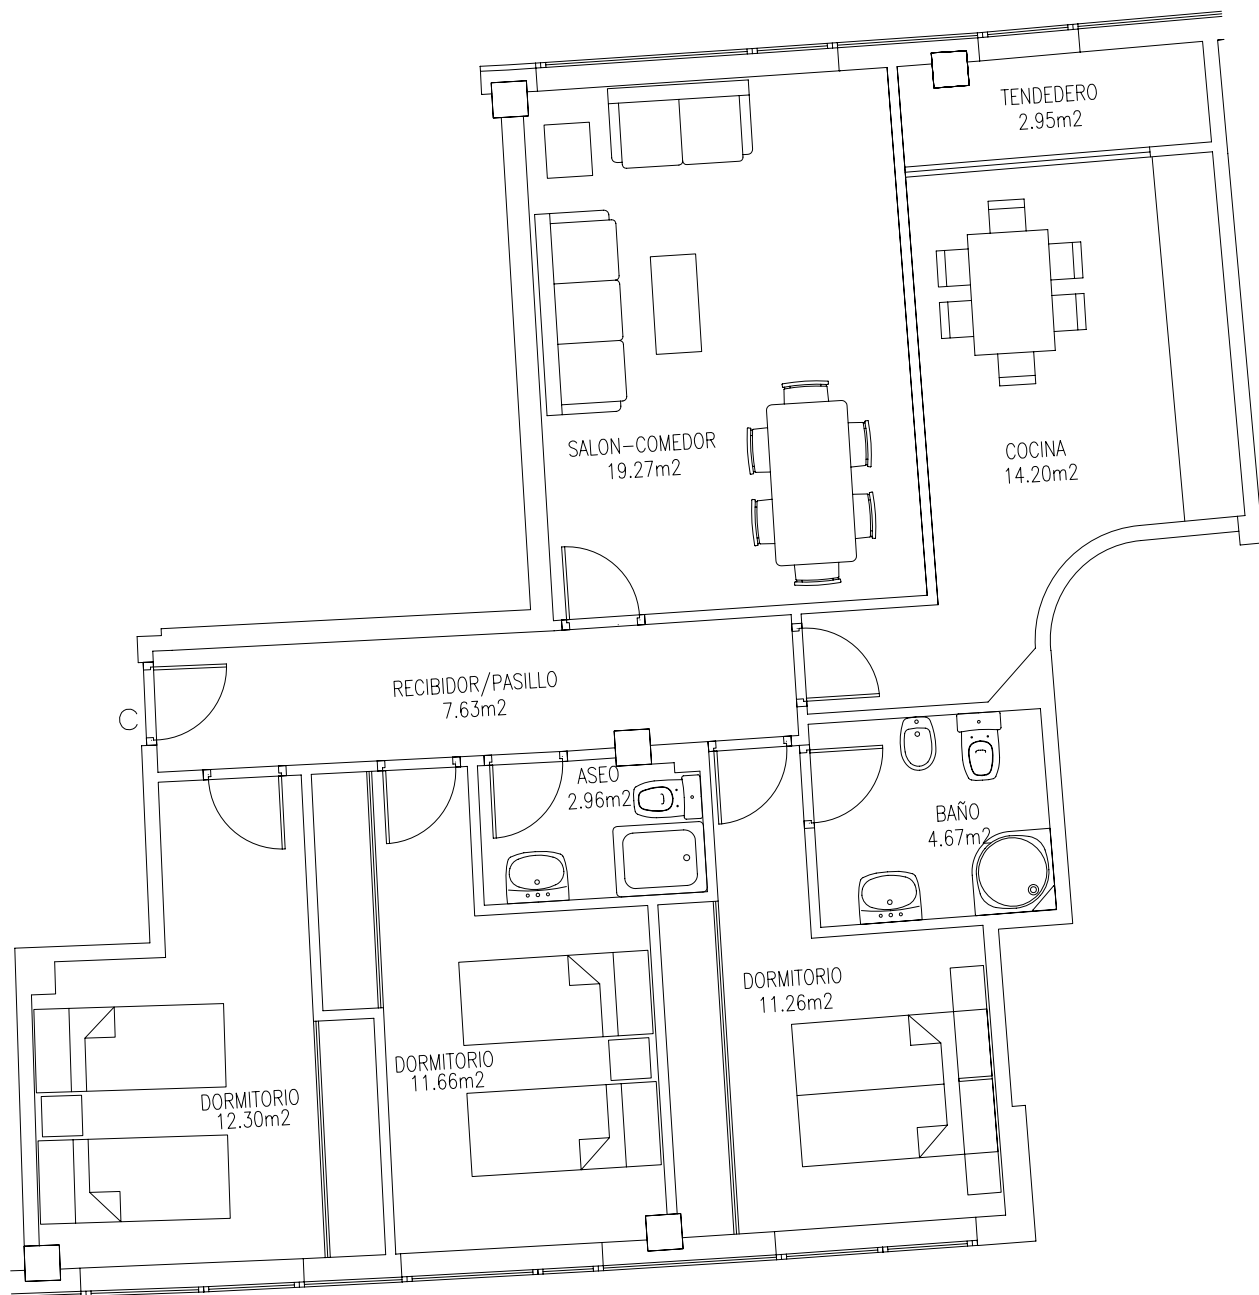 TENDEDERO
2.95m2
SALON-COMEDOR
19.27m2
COCINA
14.20m2
RECIBIDOR/PASILLO
7.63m2
C
ASEO
2.96m2
BAÑO
4.67m2
DORMITORIO
11.26m2
DORMITORIO
11.66m2
DORMITORIO
12.30m2